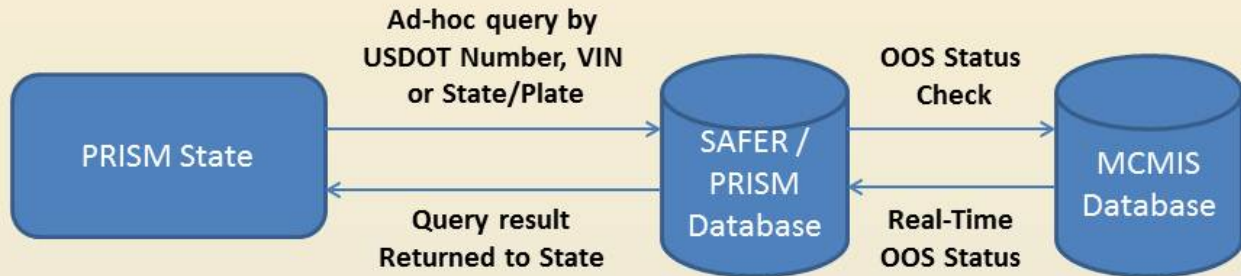 Ad-hoc query by
USDOT Number, VIN
or State/Plate
OOS Status
Check
PRISM State
SAFER /
PRISM
Database
MCMIS
Database
Query result
Returned to State
Real-Time
OOS Status